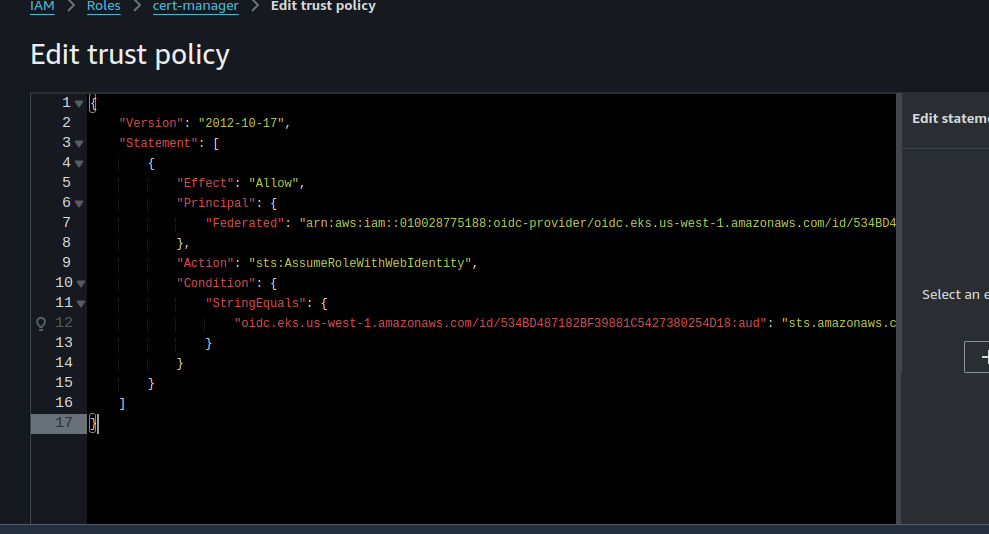 IAM > Roles > cert-manager > Edit trust policy
Edit trust policy
1 {
2 "Version": "2012-10-17",
3 "Statement": [
4 {
5 "Effect": "Allow",
6 "Principal": {
7 "Federated": "arn:aws:iam::010028775188:oidc-provider/oidc.eks.us-west-1.amazonaws.com/id/534BD4
8 },
9 "Action": "sts:AssumeRoleWithWebIdentity",
10 "Condition": {
11 "StringEquals": {
12 "oidc.eks.us-west-1.amazonaws.com/id/534BD487182BF39881C5427380254D18:aud": "sts.amazonaws.c
13 }
14 }
15 }
16 ]
17 }
Edit statem
Select an e
+